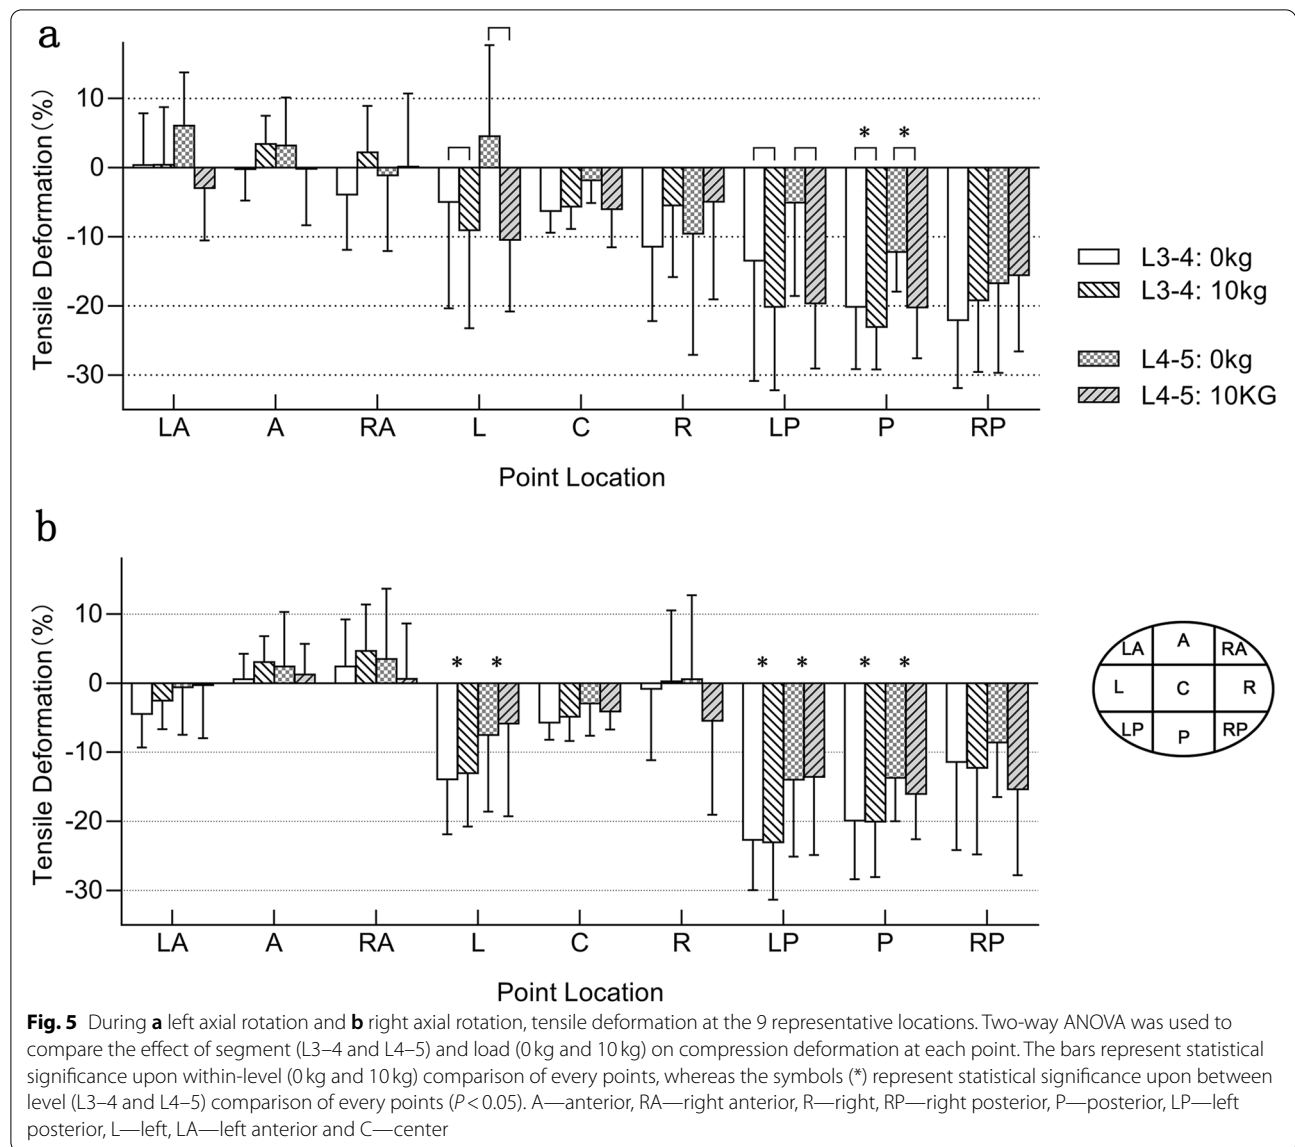 a
Tensile Deformation (%)
10
0
-10
-20
-30
* *
LA A RA L C R LP P RP
Point Location
L3-4: 0kg
L3-4: 10kg
L4-5: 0kg
L4-5: 10KG
b
Tensile Deformation (%)
10
0
-10
-20
-30
* * * * * *
LA A RA L C R LP P RP
Point Location
LA A RA
L C R
LP P RP
Fig. 5 During a left axial rotation and b right axial rotation, tensile deformation at the 9 representative locations. Two-way ANOVA was used to
compare the effect of segment (L3–4 and L4–5) and load (0 kg and 10 kg) on compression deformation at each point. The bars represent statistical
significance upon within-level (0 kg and 10 kg) comparison of every points, whereas the symbols (*) represent statistical significance upon between
level (L3–4 and L4–5) comparison of every points (P < 0.05). A—anterior, RA—right anterior, R—right, RP—right posterior, P—posterior, LP—left
posterior, L—left, LA—left anterior and C—center